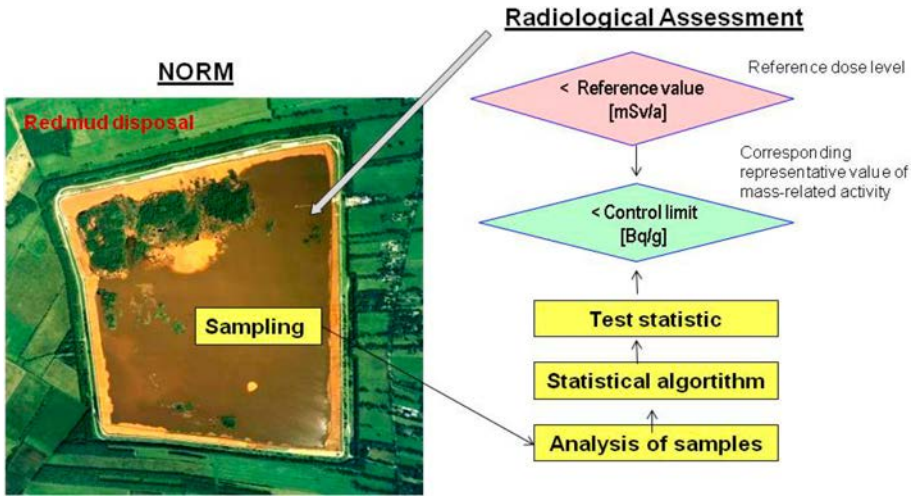 Radiological Assessment
NORM
Red mud disposal
Sampling
Reference dose level
< Reference value
[mSv/a]
Corresponding
representative value of
mass-related activity
< Control limit
[Bq/g]
Test statistic
Statistical algortithm
Analysis of samples